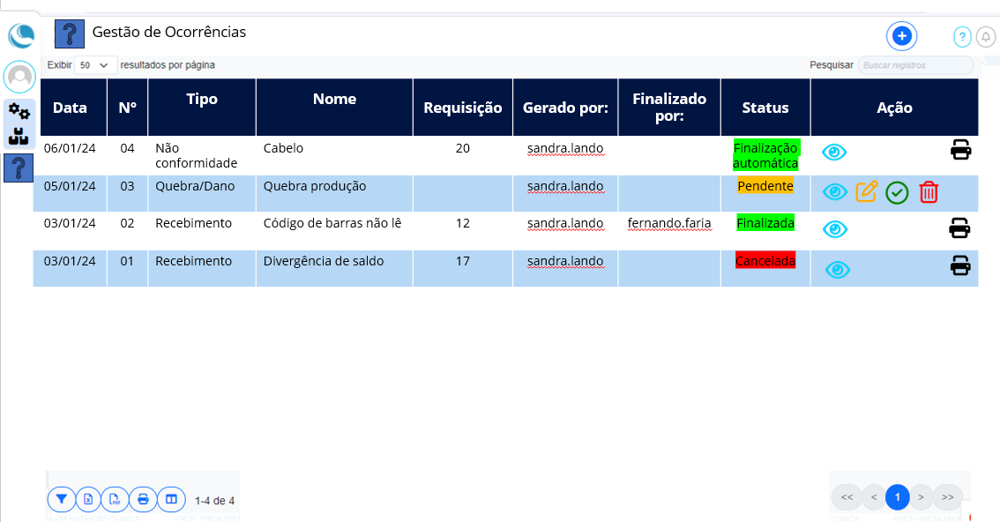 Gestão de Ocorrências
Exibir 50 resultados por página
Pesquisar Buscar registros
Data Nº Tipo Nome Requisição Gerado por: Finalizado por: Status Ação
06/01/24 04 Não conformidade Cabelo 20 sandra.lando Finalização automática
05/01/24 03 Quebra/Dano Quebra produção sandra.lando Pendente
03/01/24 02 Recebimento Código de barras não lê 12 sandra.lando fernando.faria Finalizada
03/01/24 01 Recebimento Divergência de saldo 17 sandra.lando Cancelada
1-4 de 4
<< < 1 > >>